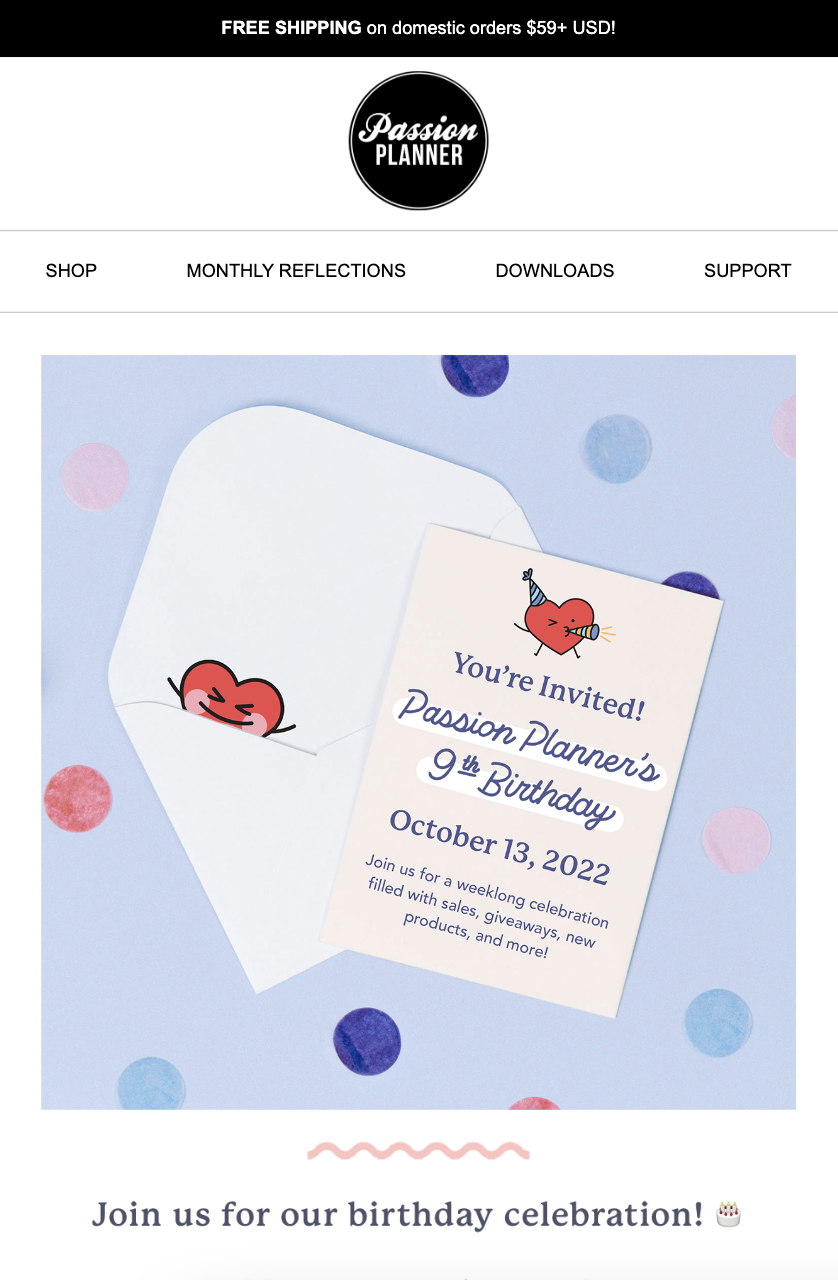 FREE SHIPPING on domestic orders $59+ USD!
Passion
PLANNER
SHOP MONTHLY REFLECTIONS DOWNLOADS SUPPORT
You're Invited!
Passion Planner's
9th Birthday
October 13, 2022
Join us for a weeklong celebration
filled with sales, giveaways, new
products, and more!
Join us for our birthday celebration! 🎂